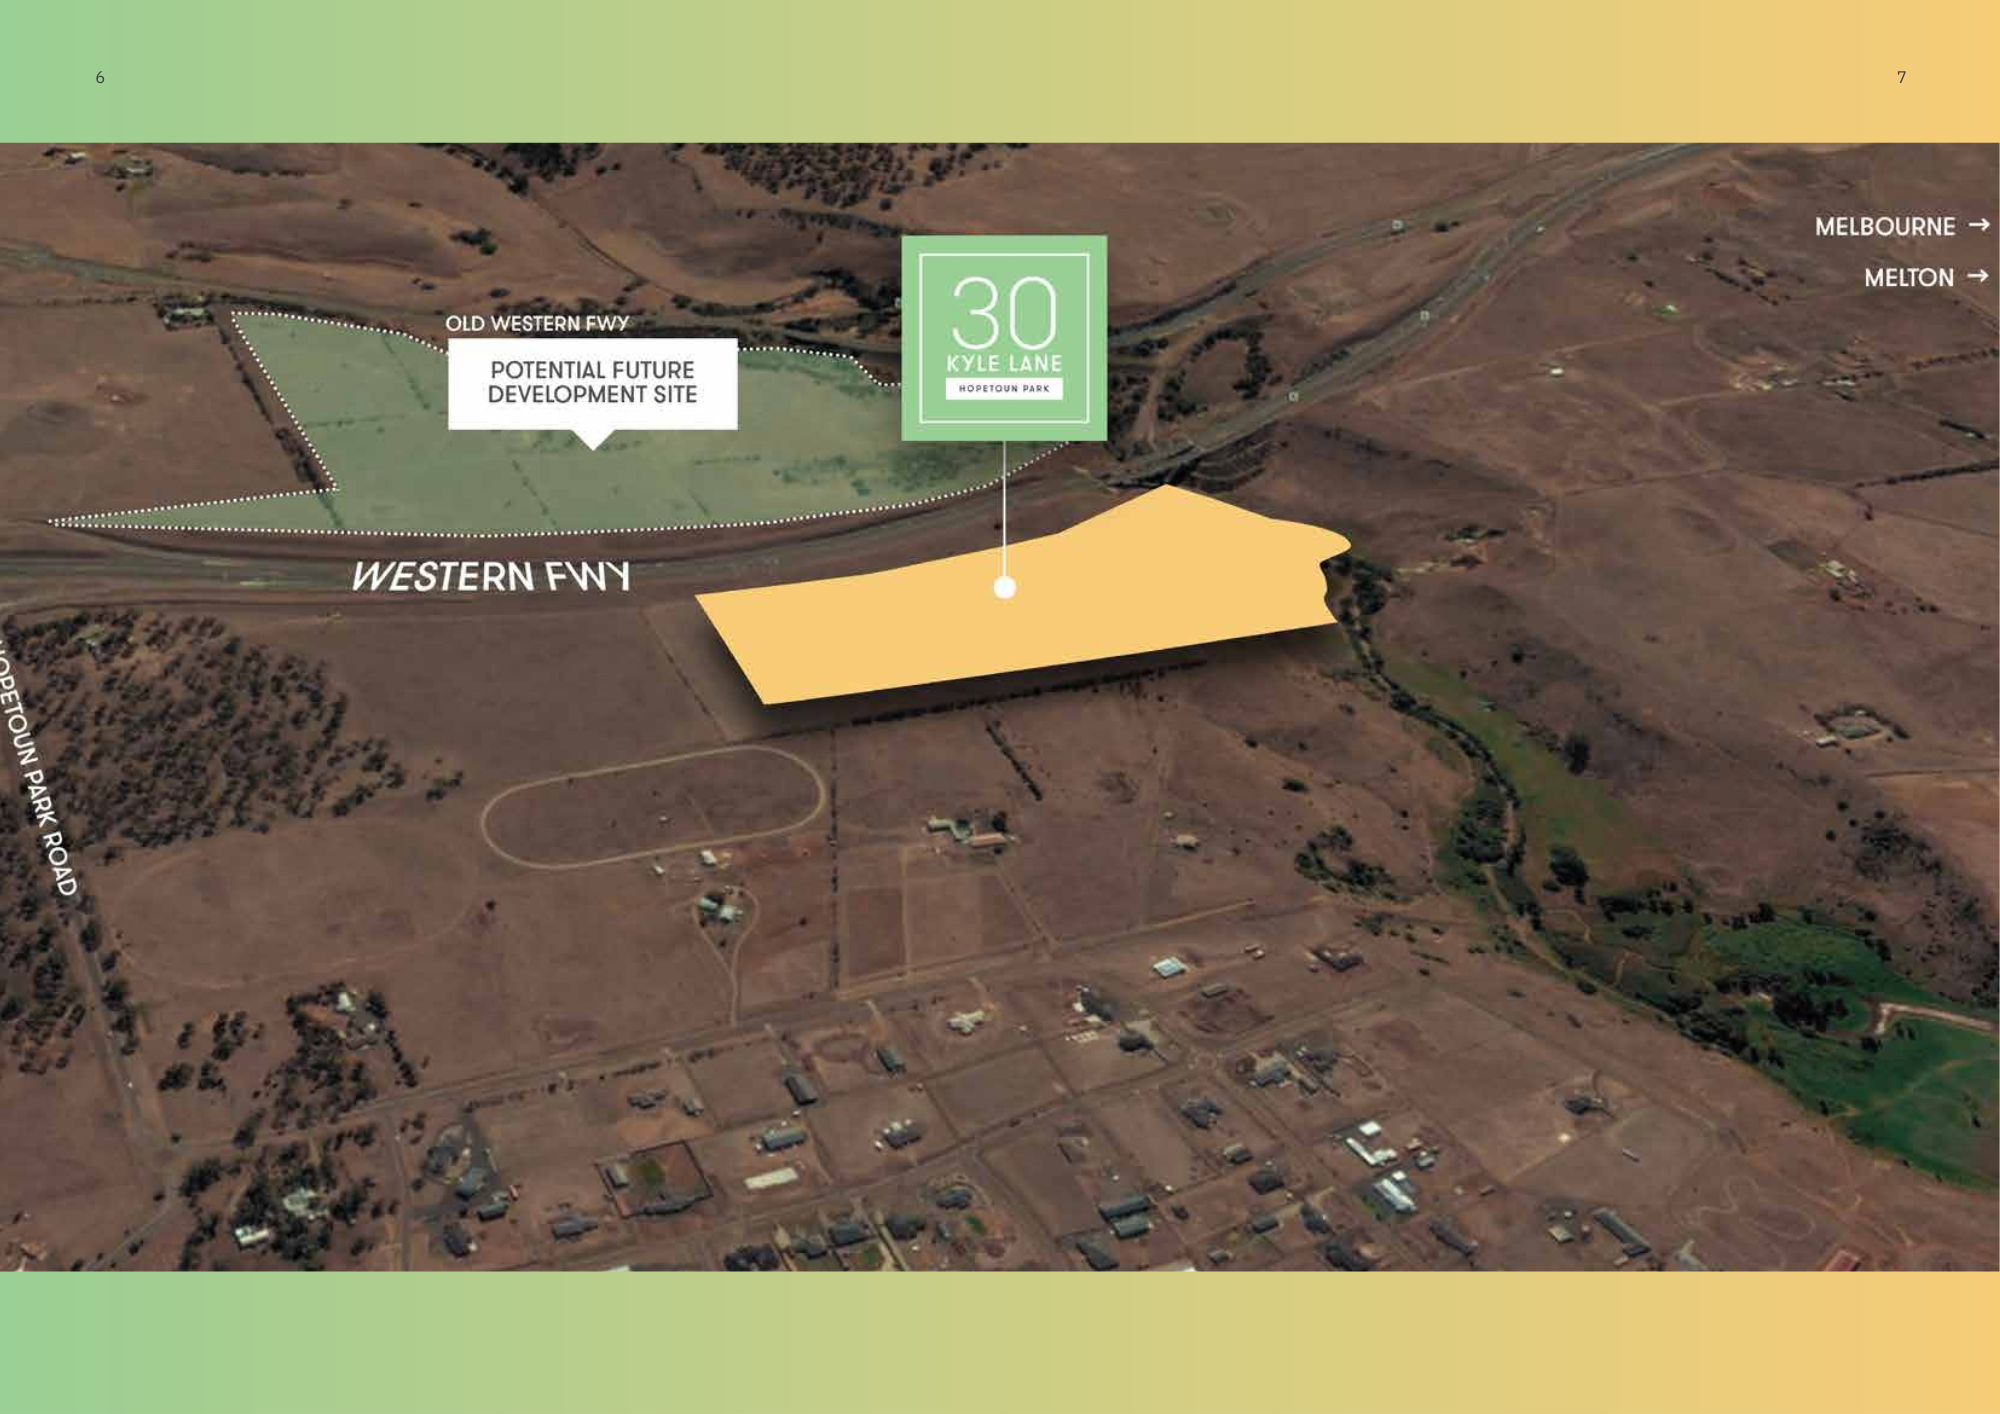 6
7
MELBOURNE →
MELTON →
OLD WESTERN FWY
POTENTIAL FUTURE
DEVELOPMENT SITE
30
KYLE LANE
HOPETOUN PARK
WESTERN FWY
HOPETOUN PARK ROAD